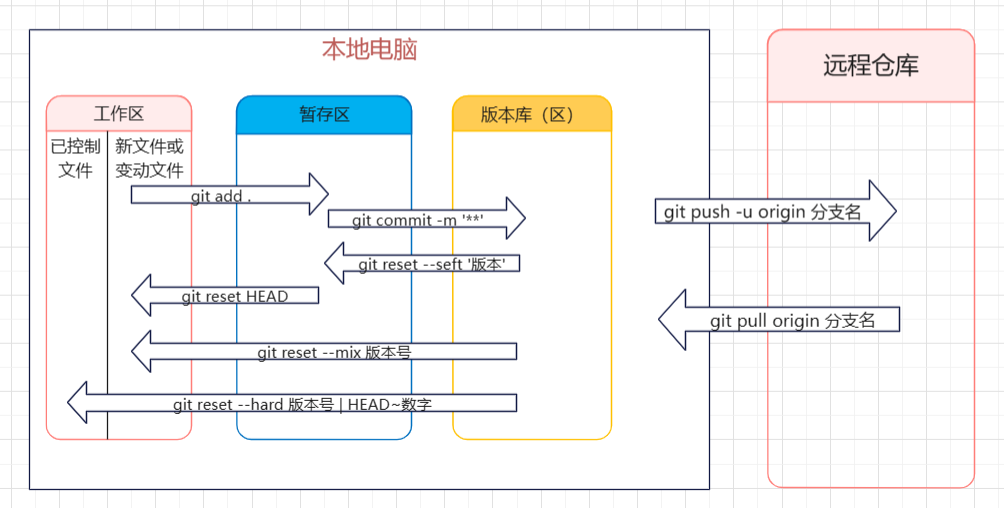 本地电脑
远程仓库
工作区
暂存区
版本库（区）
已控制
文件
新文件或
变动文件
git add .
git commit -m '**'
git push -u origin 分支名
git reset --seft '版本'
git reset HEAD
git pull origin 分支名
git reset --mix 版本号
git reset --hard 版本号 | HEAD~数字